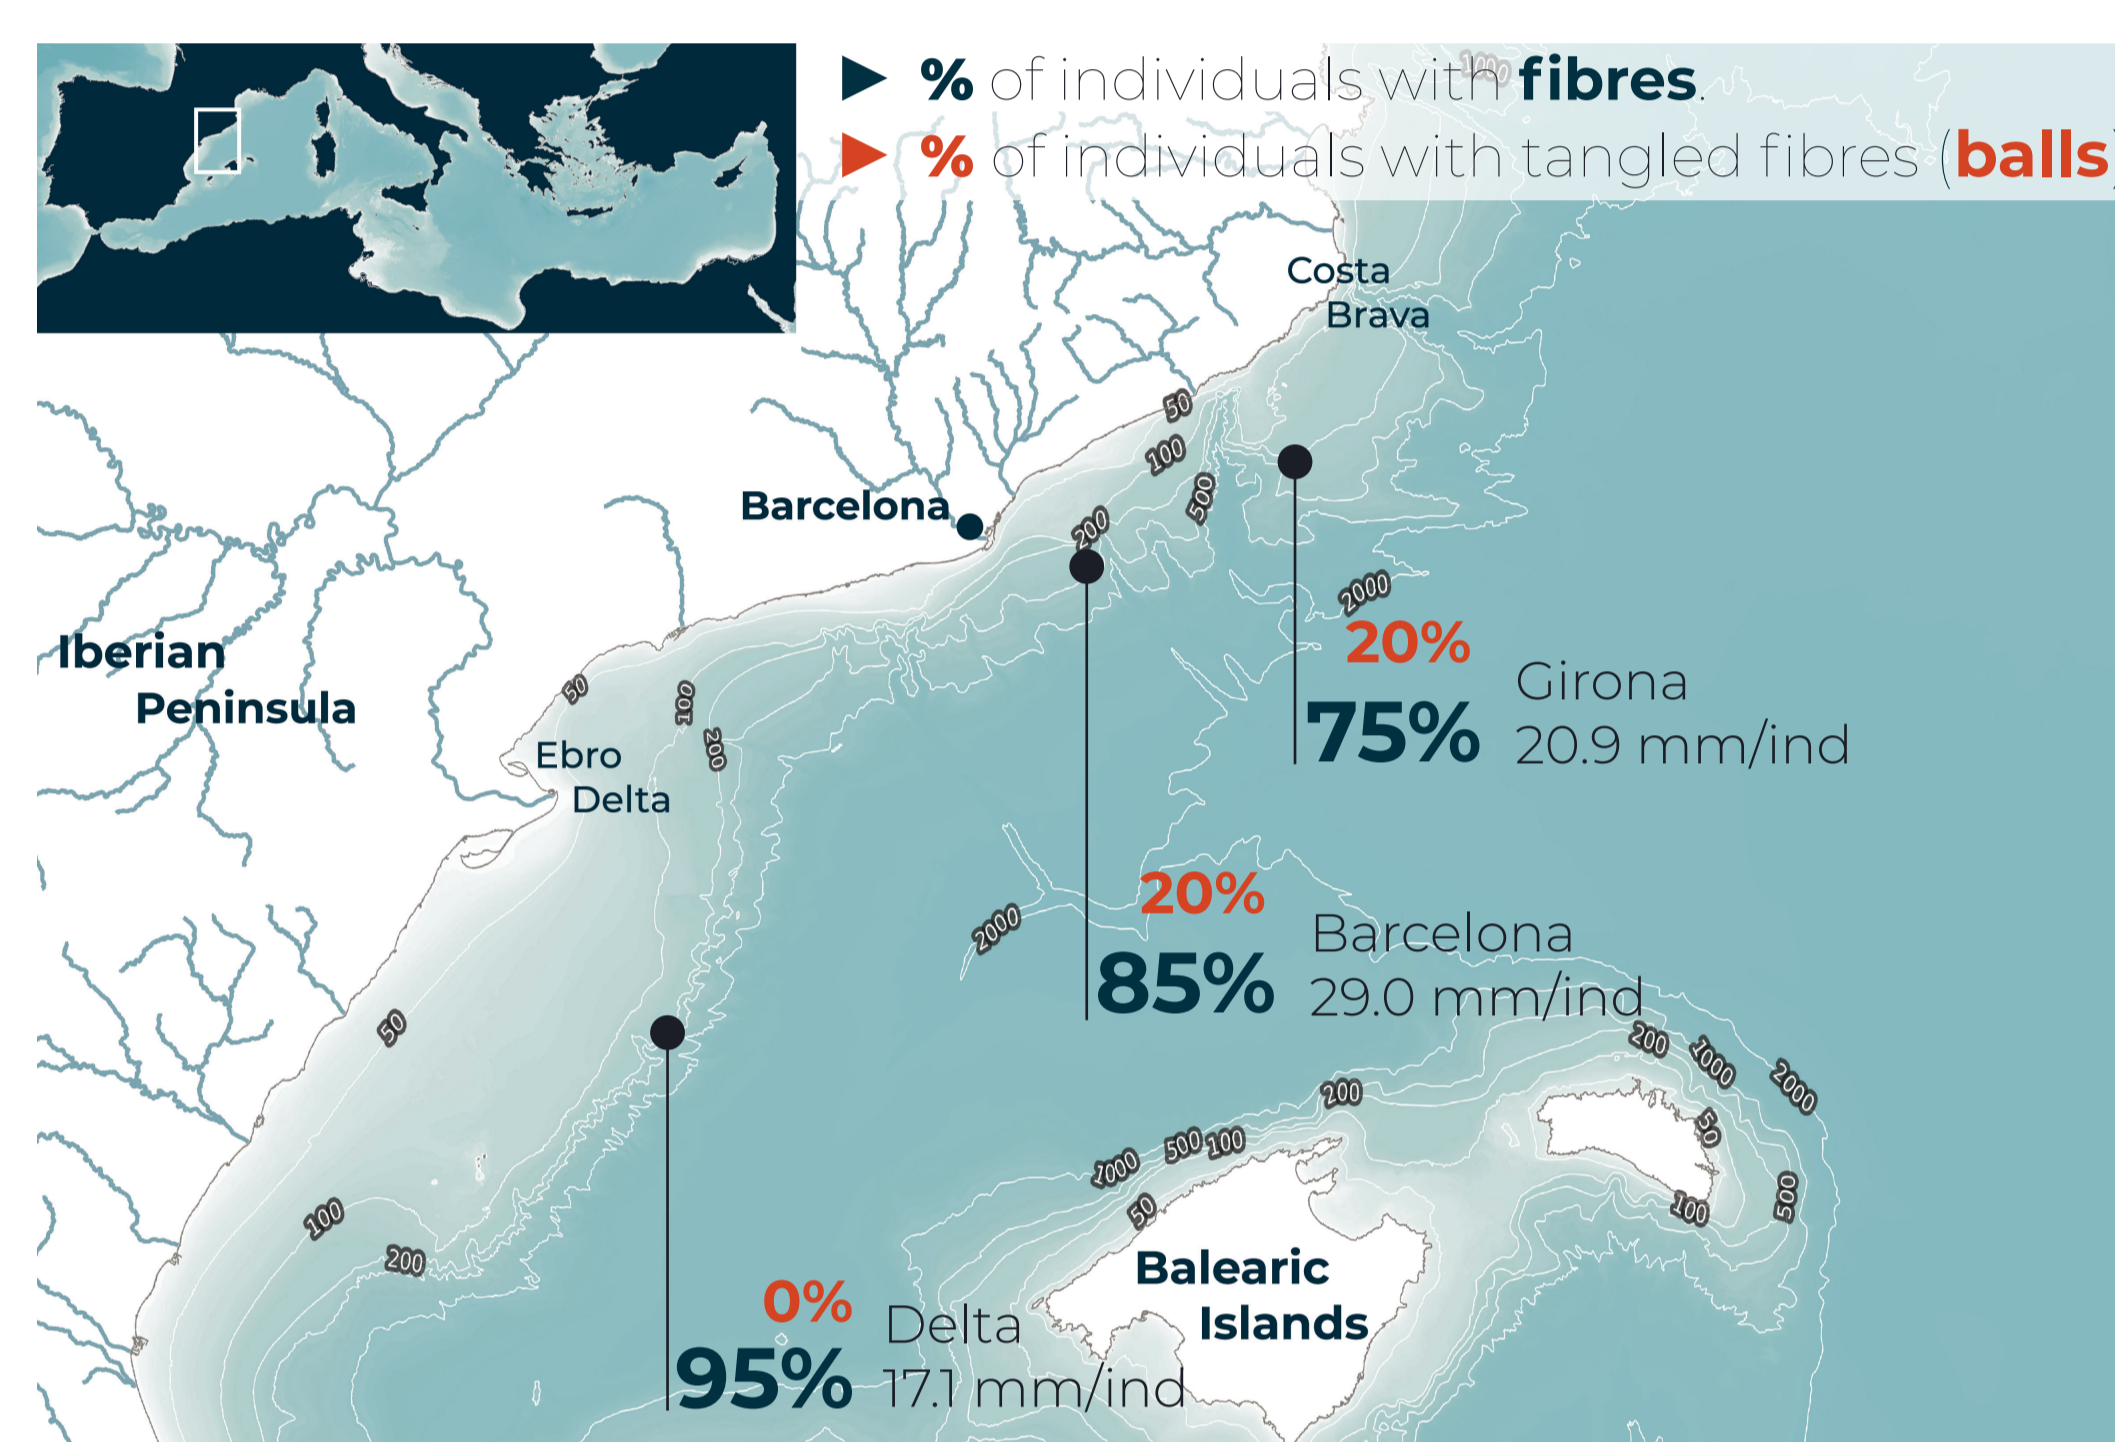 % of individuals with fibres.
% of individuals with tangled fibres (balls)
1000
Costa
Brava
50
100
500
Barcelona
200
2000
20%
75%
Girona
20.9 mm/ind
Iberian
Peninsula
50
100
200
Ebro
Delta
2000
20%
85%
Barcelona
29.0 mm/ind
50
200
1000
2000
200
50
500
100
1000
500
100
50
100
200
Balearic
Islands
0%
95%
Delta
17.1 mm/ind